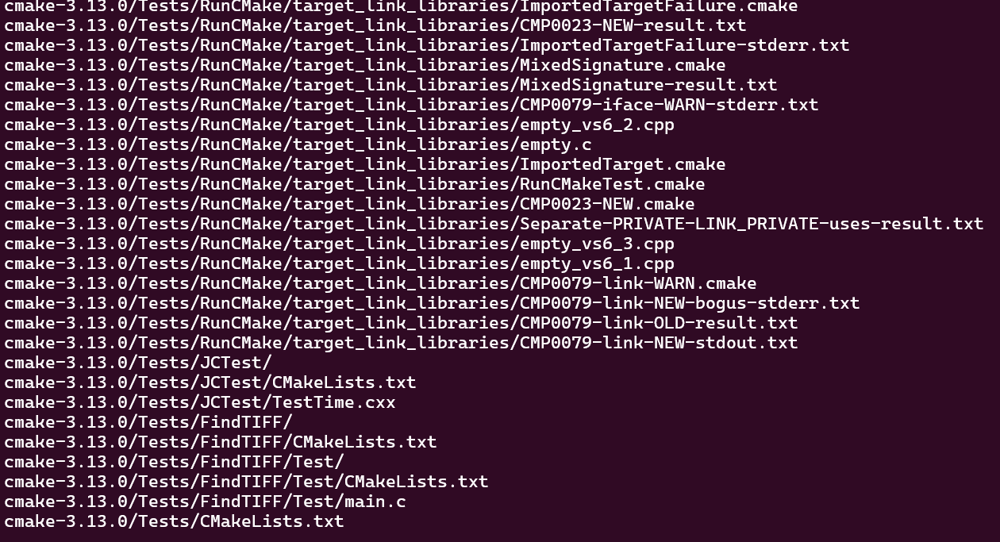 cmake-3.13.0/Tests/RunCMake/target_link_libraries/ImportedTargetFailure.cmake
cmake-3.13.0/Tests/RunCMake/target_link_libraries/CMP0023-NEW-result.txt
cmake-3.13.0/Tests/RunCMake/target_link_libraries/ImportedTargetFailure-stderr.txt
cmake-3.13.0/Tests/RunCMake/target_link_libraries/MixedSignature.cmake
cmake-3.13.0/Tests/RunCMake/target_link_libraries/MixedSignature-result.txt
cmake-3.13.0/Tests/RunCMake/target_link_libraries/CMP0079-iface-WARN-stderr.txt
cmake-3.13.0/Tests/RunCMake/target_link_libraries/empty_vs6_2.cpp
cmake-3.13.0/Tests/RunCMake/target_link_libraries/empty.c
cmake-3.13.0/Tests/RunCMake/target_link_libraries/ImportedTarget.cmake
cmake-3.13.0/Tests/RunCMake/target_link_libraries/RunCMakeTest.cmake
cmake-3.13.0/Tests/RunCMake/target_link_libraries/CMP0023-NEW.cmake
cmake-3.13.0/Tests/RunCMake/target_link_libraries/Separate-PRIVATE-LINK_PRIVATE-uses-result.txt
cmake-3.13.0/Tests/RunCMake/target_link_libraries/empty_vs6_3.cpp
cmake-3.13.0/Tests/RunCMake/target_link_libraries/empty_vs6_1.cpp
cmake-3.13.0/Tests/RunCMake/target_link_libraries/CMP0079-link-WARN.cmake
cmake-3.13.0/Tests/RunCMake/target_link_libraries/CMP0079-link-NEW-bogus-stderr.txt
cmake-3.13.0/Tests/RunCMake/target_link_libraries/CMP0079-link-OLD-result.txt
cmake-3.13.0/Tests/RunCMake/target_link_libraries/CMP0079-link-NEW-stdout.txt
cmake-3.13.0/Tests/JCTest/
cmake-3.13.0/Tests/JCTest/CMakeLists.txt
cmake-3.13.0/Tests/JCTest/TestTime.cxx
cmake-3.13.0/Tests/FindTIFF/
cmake-3.13.0/Tests/FindTIFF/CMakeLists.txt
cmake-3.13.0/Tests/FindTIFF/Test/
cmake-3.13.0/Tests/FindTIFF/Test/CMakeLists.txt
cmake-3.13.0/Tests/FindTIFF/Test/main.c
cmake-3.13.0/Tests/CMakeLists.txt